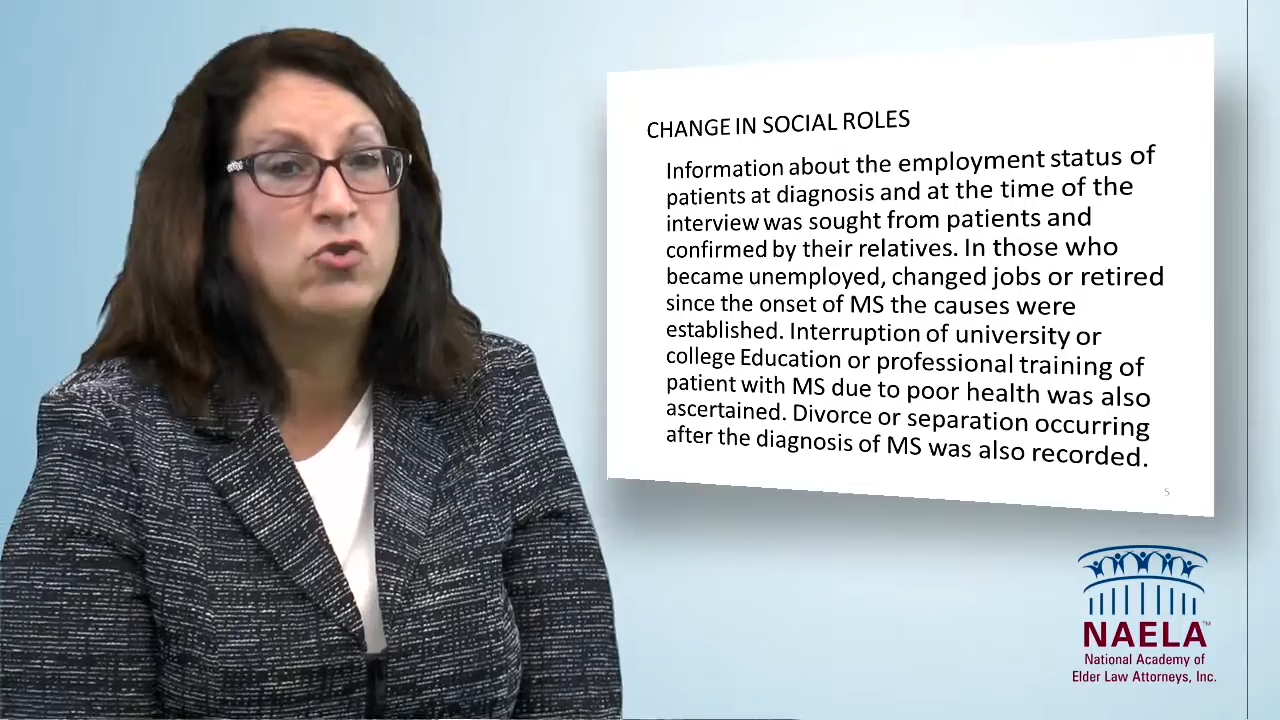 CHANGE IN SOCIAL ROLES
Information about the employment status of
patients at diagnosis and at the time of the
interview was sought from patients and
confirmed by their relatives. In those who
became unemployed, changed jobs or retired
since the onset of MS the causes were
established. Interruption of university or
college Education or professional training of
patient with MS due to poor health was also
ascertained. Divorce or separation occurring
after the diagnosis of MS was also recorded.
5
NAELA™
National Academy of
Elder Law Attorneys, Inc.